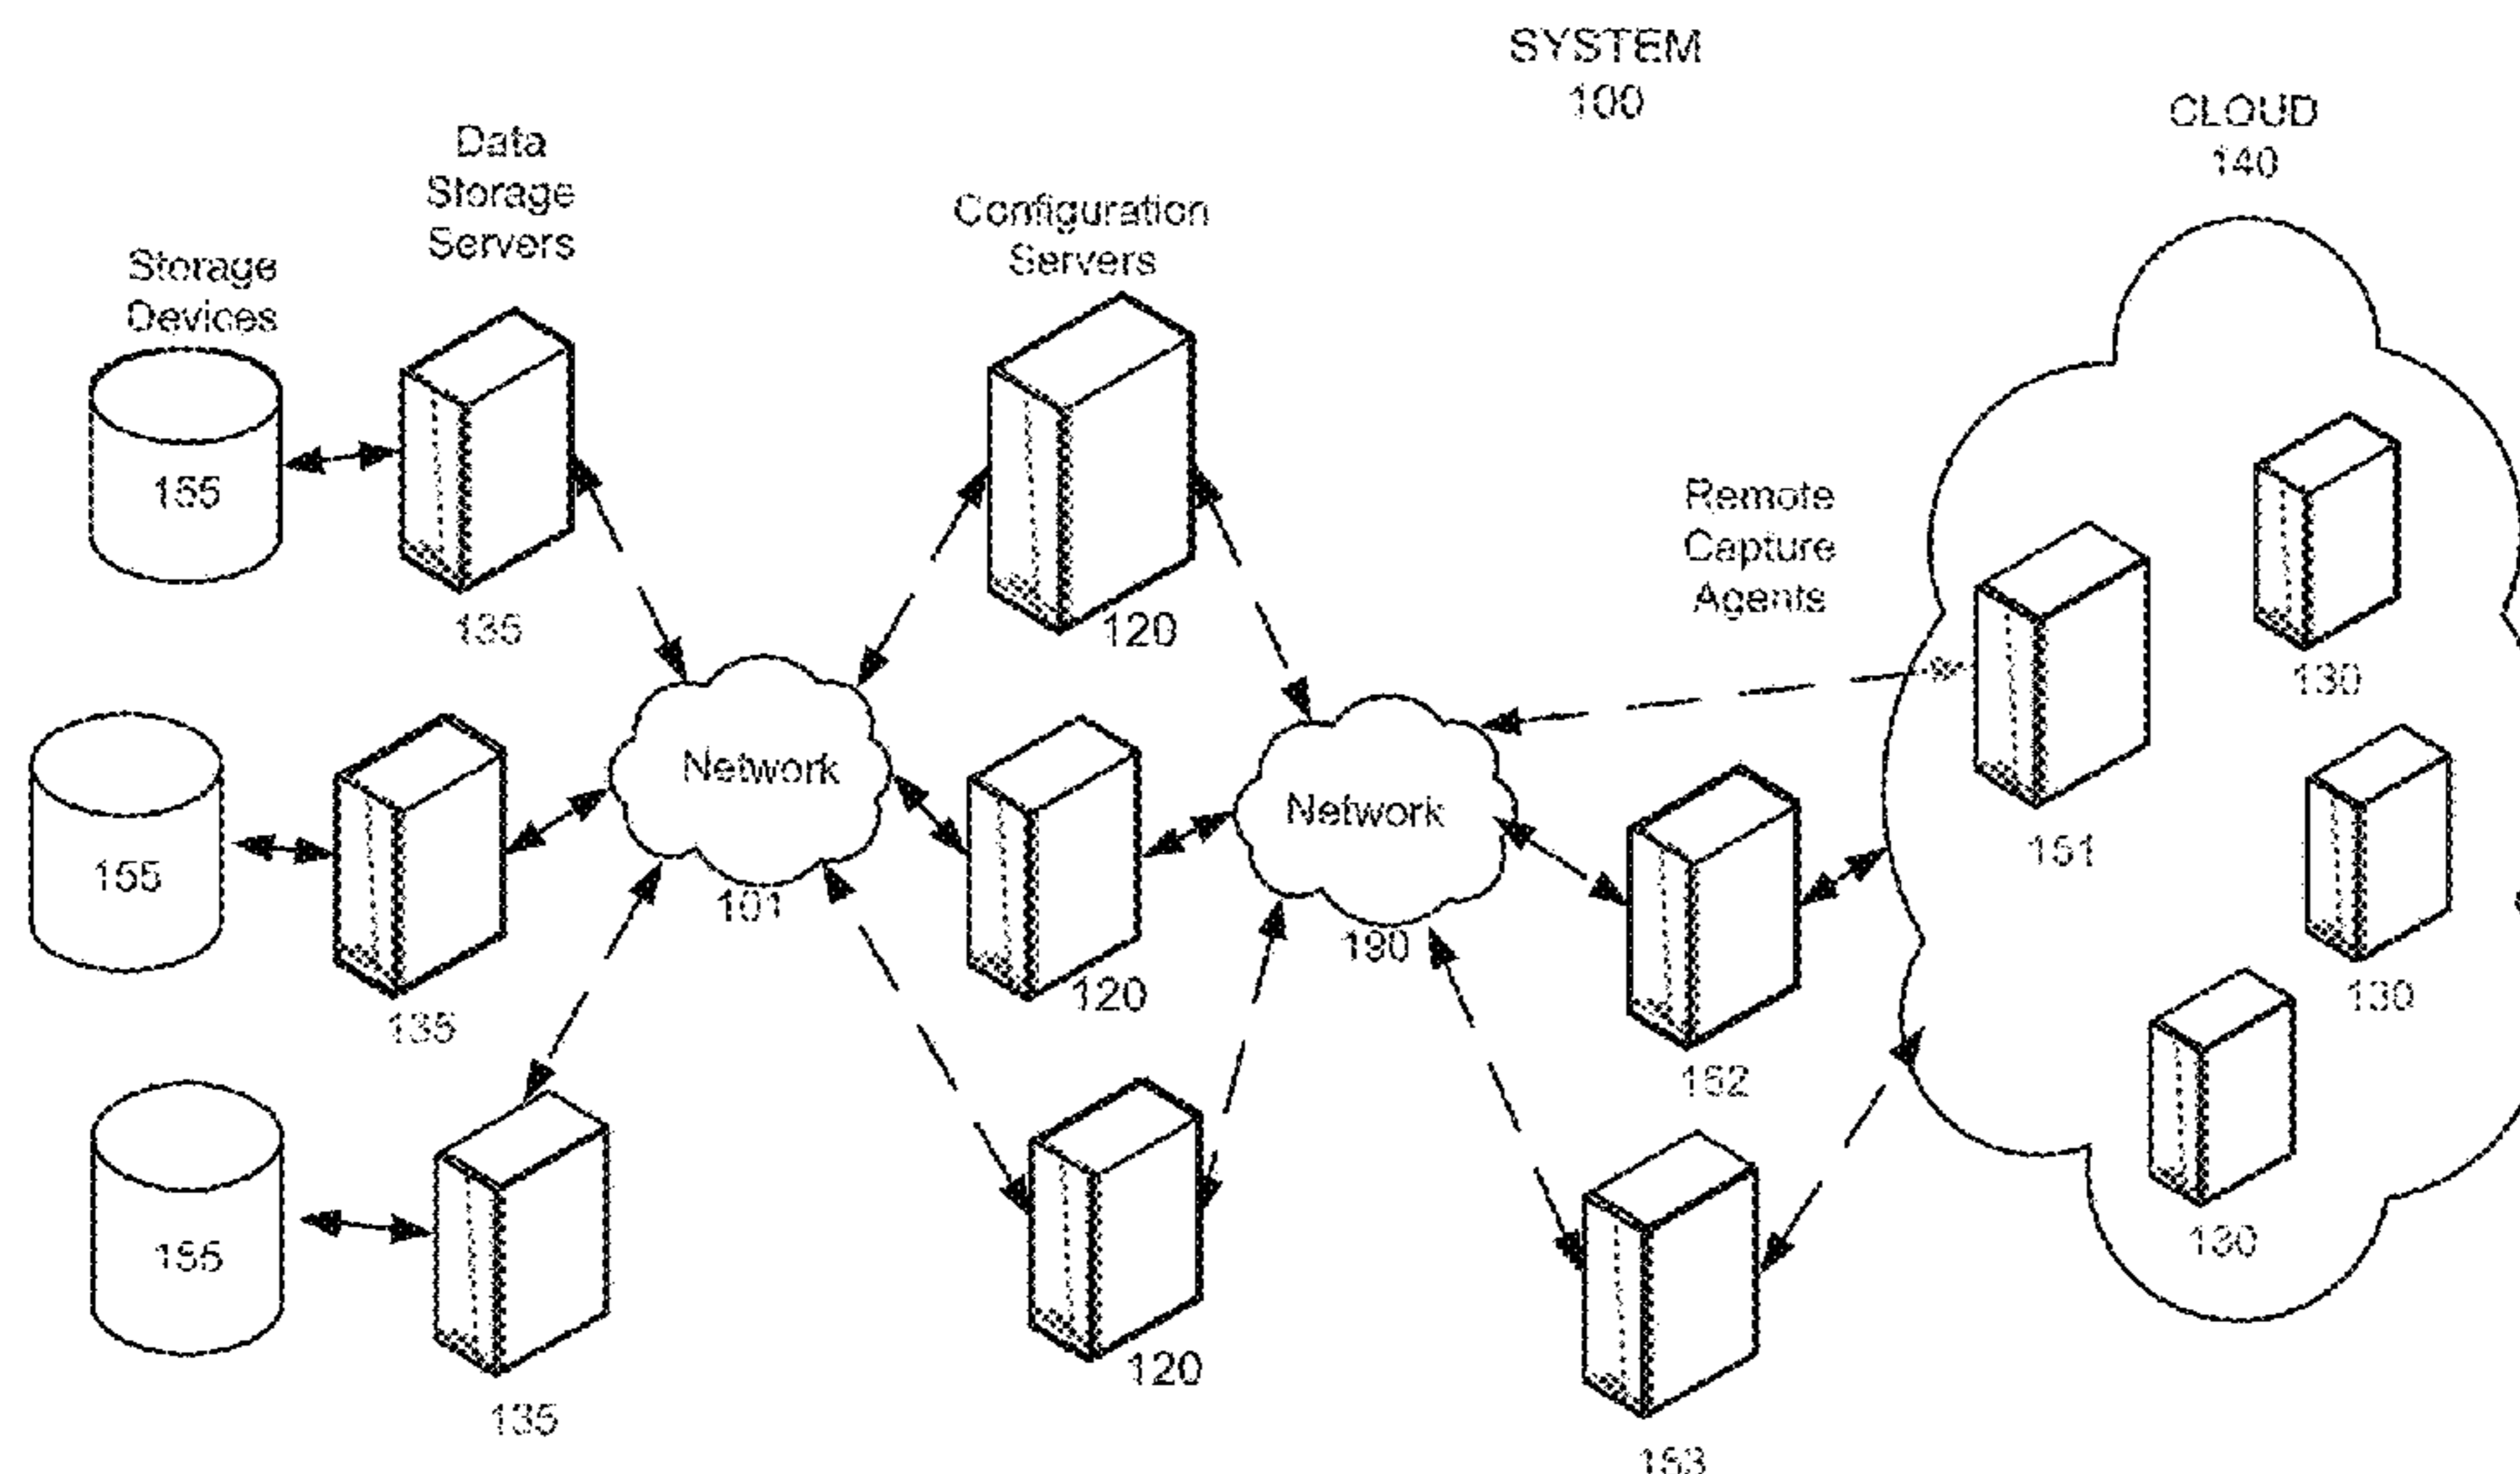 SYSTEM
100
CLOUD
140
Data
Storage
Servers
Configuration
Servers
Storage
Devices
155
135
120
Remote
Capture
Agents
130
Network
101
Network
190
155
135
120
151
130
152
155
135
120
153
130